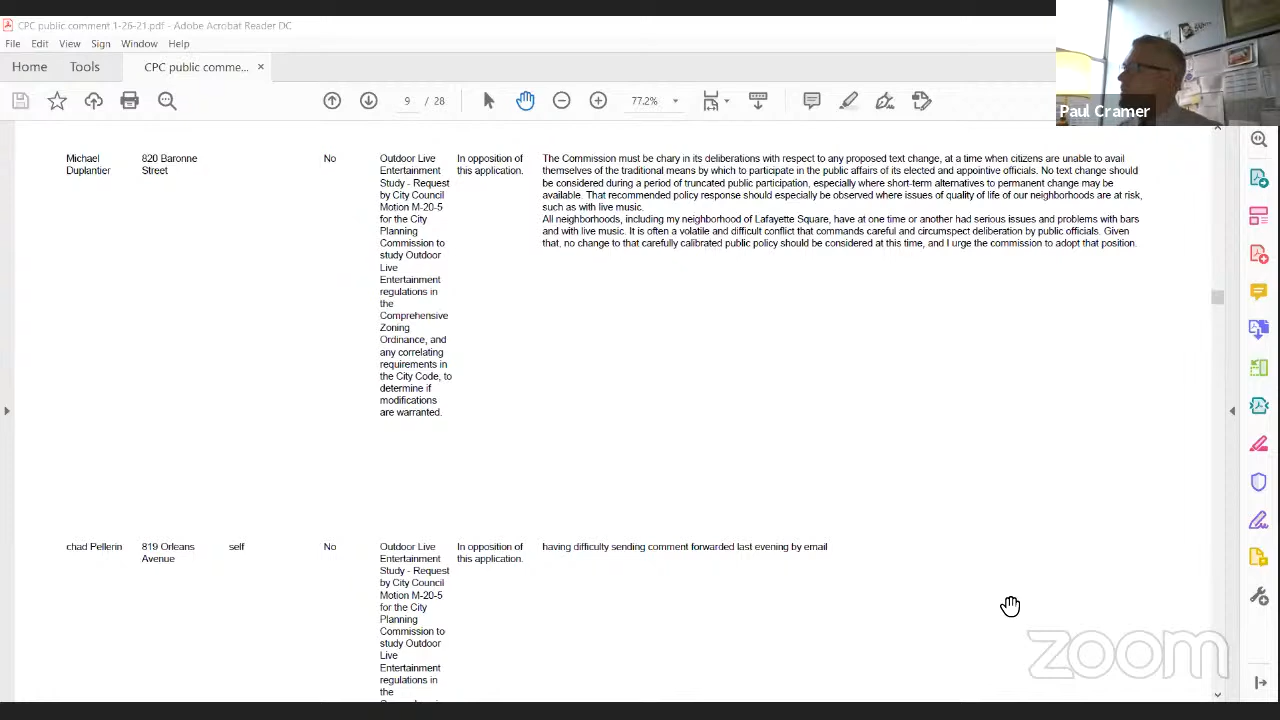 CPC public comment 1-26-21.pdf - Adobe Acrobat Reader DC
File Edit View Sign Window Help
Home Tools CPC public comme... ×
9 / 28 77.2%
Paul Cramer
Michael
Duplantier
820 Baronne
Street
No
Outdoor Live
Entertainment
Study - Request
by City Council
Motion M-20-5
for the City
Planning
Commission to
study Outdoor
Live
Entertainment
regulations in
the
Comprehensive
Zoning
Ordinance, and
any correlating
requirements in
the City Code, to
determine if
modifications
are warranted.
In opposition of
this application.
The Commission must be chary in its deliberations with respect to any proposed text change, at a time when citizens are unable to avail
themselves of the traditional means by which to participate in the public affairs of its elected and appointive officials. No text change should
be considered during a period of truncated public participation, especially where short-term alternatives to permanent change may be
available. That recommended policy response should especially be observed where issues of quality of life of our neighborhoods are at risk,
such as with live music.
All neighborhoods, including my neighborhood of Lafayette Square, have at one time or another had serious issues and problems with bars
and with live music. It is often a volatile and difficult conflict that commands careful and circumspect deliberation by public officials. Given
that, no change to that carefully calibrated public policy should be considered at this time, and I urge the commission to adopt that position.
chad Pellerin
819 Orleans
Avenue
self
No
Outdoor Live
Entertainment
Study - Request
by City Council
Motion M-20-5
for the City
Planning
Commission to
study Outdoor
Live
Entertainment
regulations in
the
In opposition of
this application.
having difficulty sending comment forwarded last evening by email
zoom